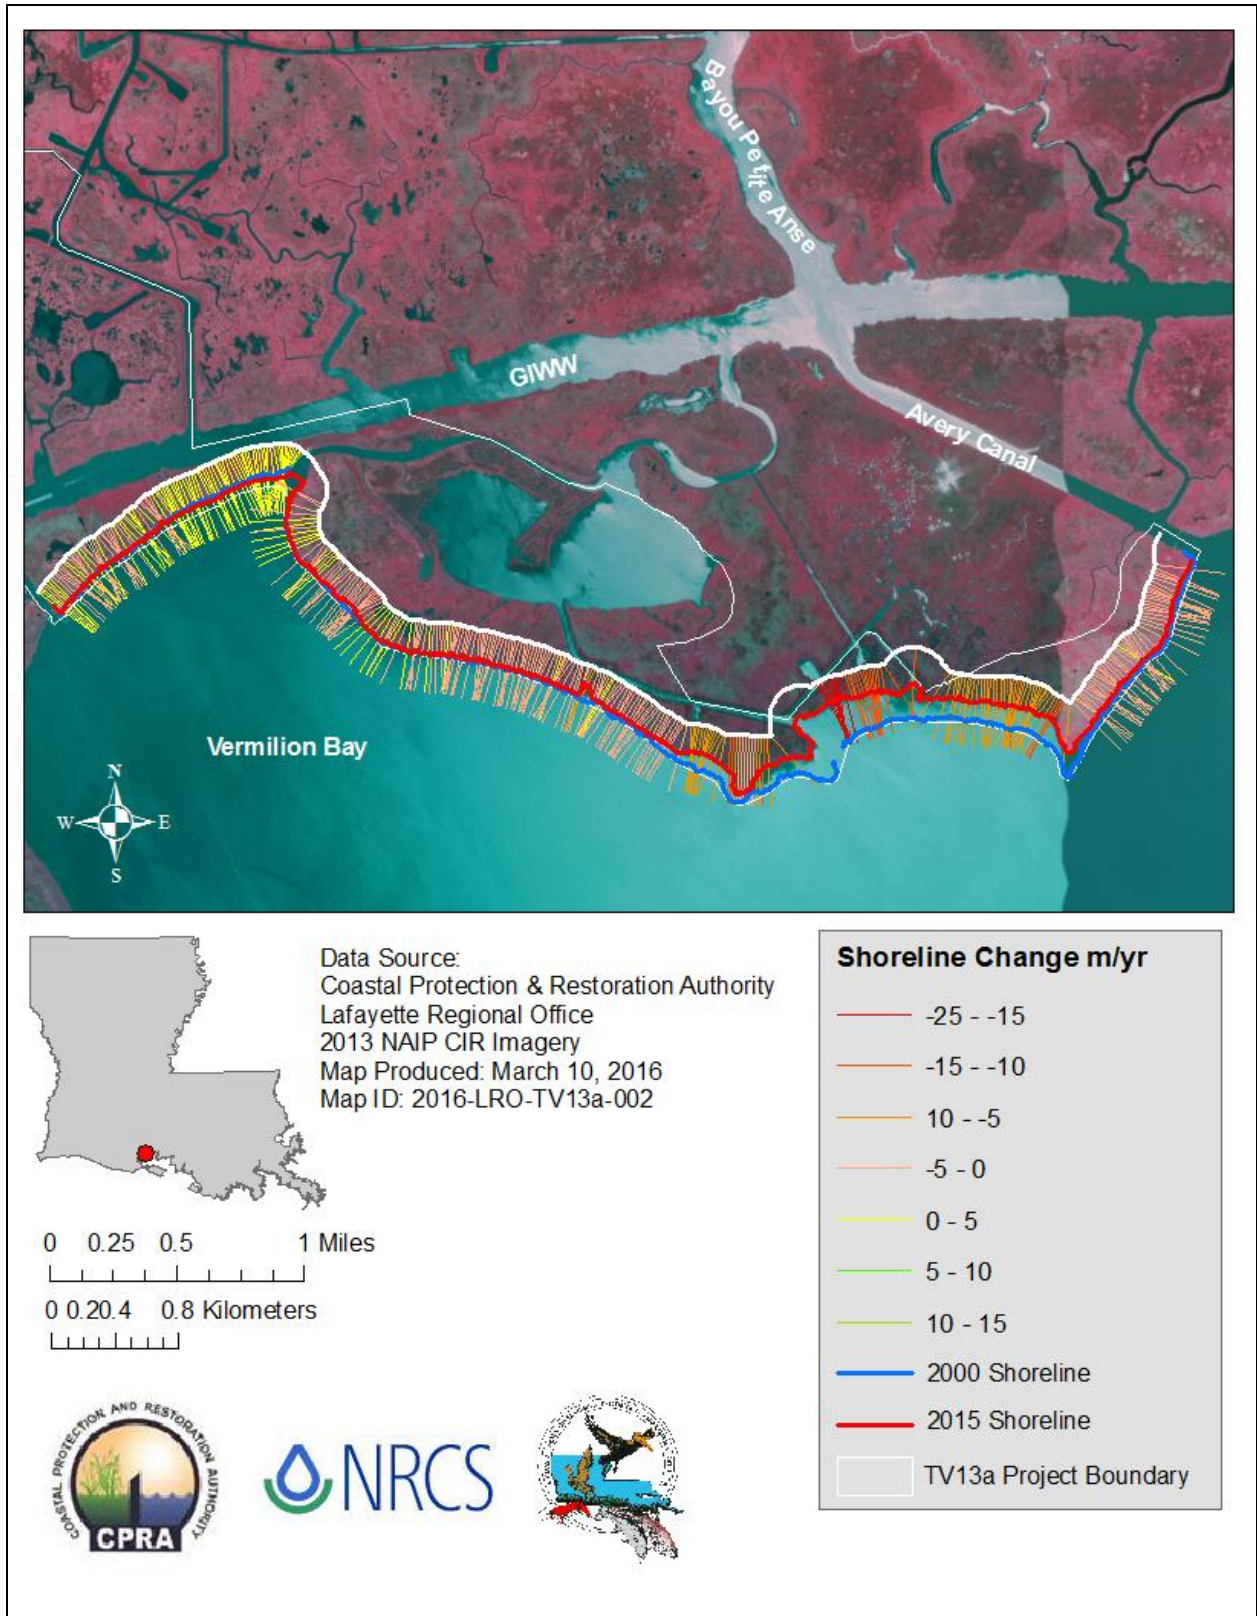 Bayou Petite Anse
GIWW
Avery Canal
Vermilion Bay
N
W
E
S
Data Source:
Coastal Protection & Restoration Authority
Lafayette Regional Office
2013 NAIP CIR Imagery
Map Produced: March 10, 2016
Map ID: 2016-LRO-TV13a-002
0 0.25 0.5 1 Miles
0 0.20.4 0.8 Kilometers
Shoreline Change m/yr
-25 - -15
-15 - -10
10 - -5
-5 - 0
0 - 5
5 - 10
10 - 15
2000 Shoreline
2015 Shoreline
TV13a Project Boundary
COASTAL PROTECTION AND RESTORATION AUTHORITY
CPRA
NRCS